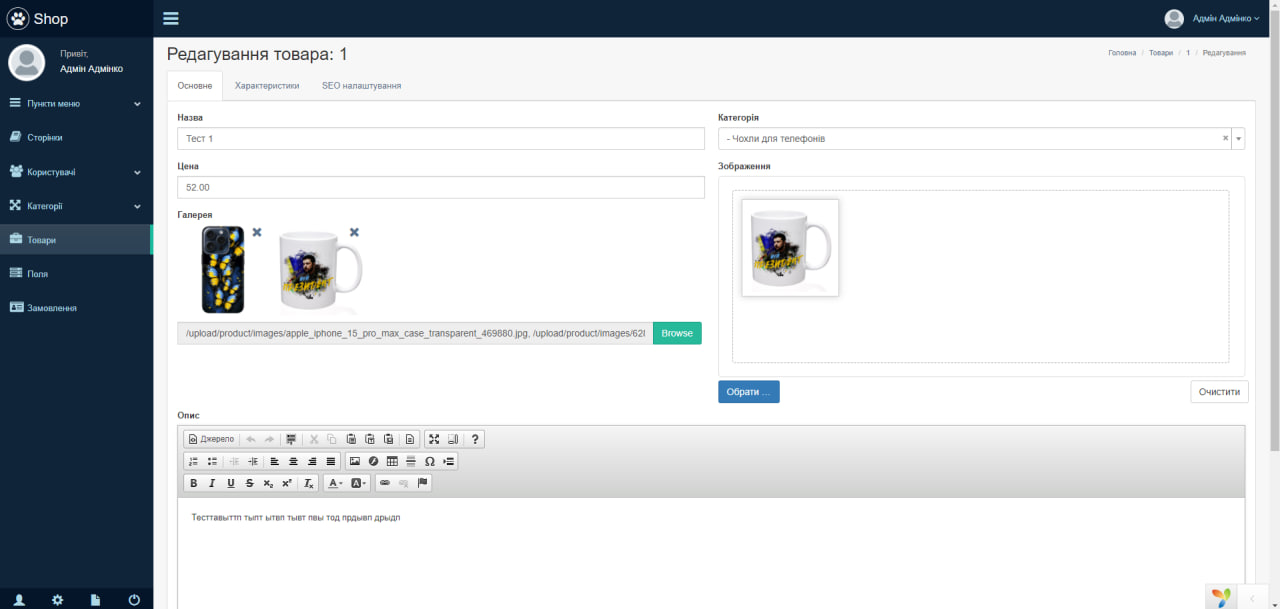 Shop
Адмін Адмінко
Привіт,
Адмін Адмінко
Пункти меню
Сторінки
Користувачі
Категорії
Товари
Поля
Замовлення
Редагування товара: 1
Головна / Товари / 1 / Редагування
Основне
Характеристики
SEO налаштування
Назва
Тест 1
Категорія
- Чохли для телефонів
Цена
52.00
Зображення
Галерея
/upload/product/images/apple_iphone_15_pro_max_case_transparent_469880.jpg, /upload/product/images/628
Browse
Обрати ...
Очистити
Опис
Джерело
Тесттавыттп тыпт ытвп тывт пвы тод прдывп дрыдп